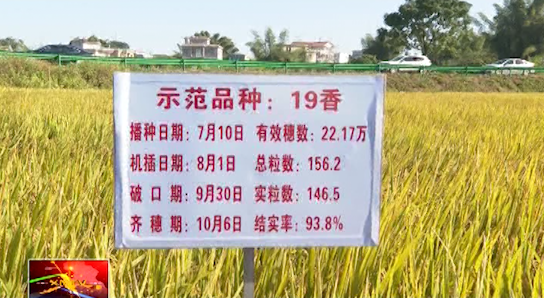 示范品种：19香
播种日期：7月10日 有效穗数：22.17万
机插日期：8月1日 总粒数：156.2
破口期：9月30日 实粒数：146.5
齐穗期：10月6日 结实率：93.8%